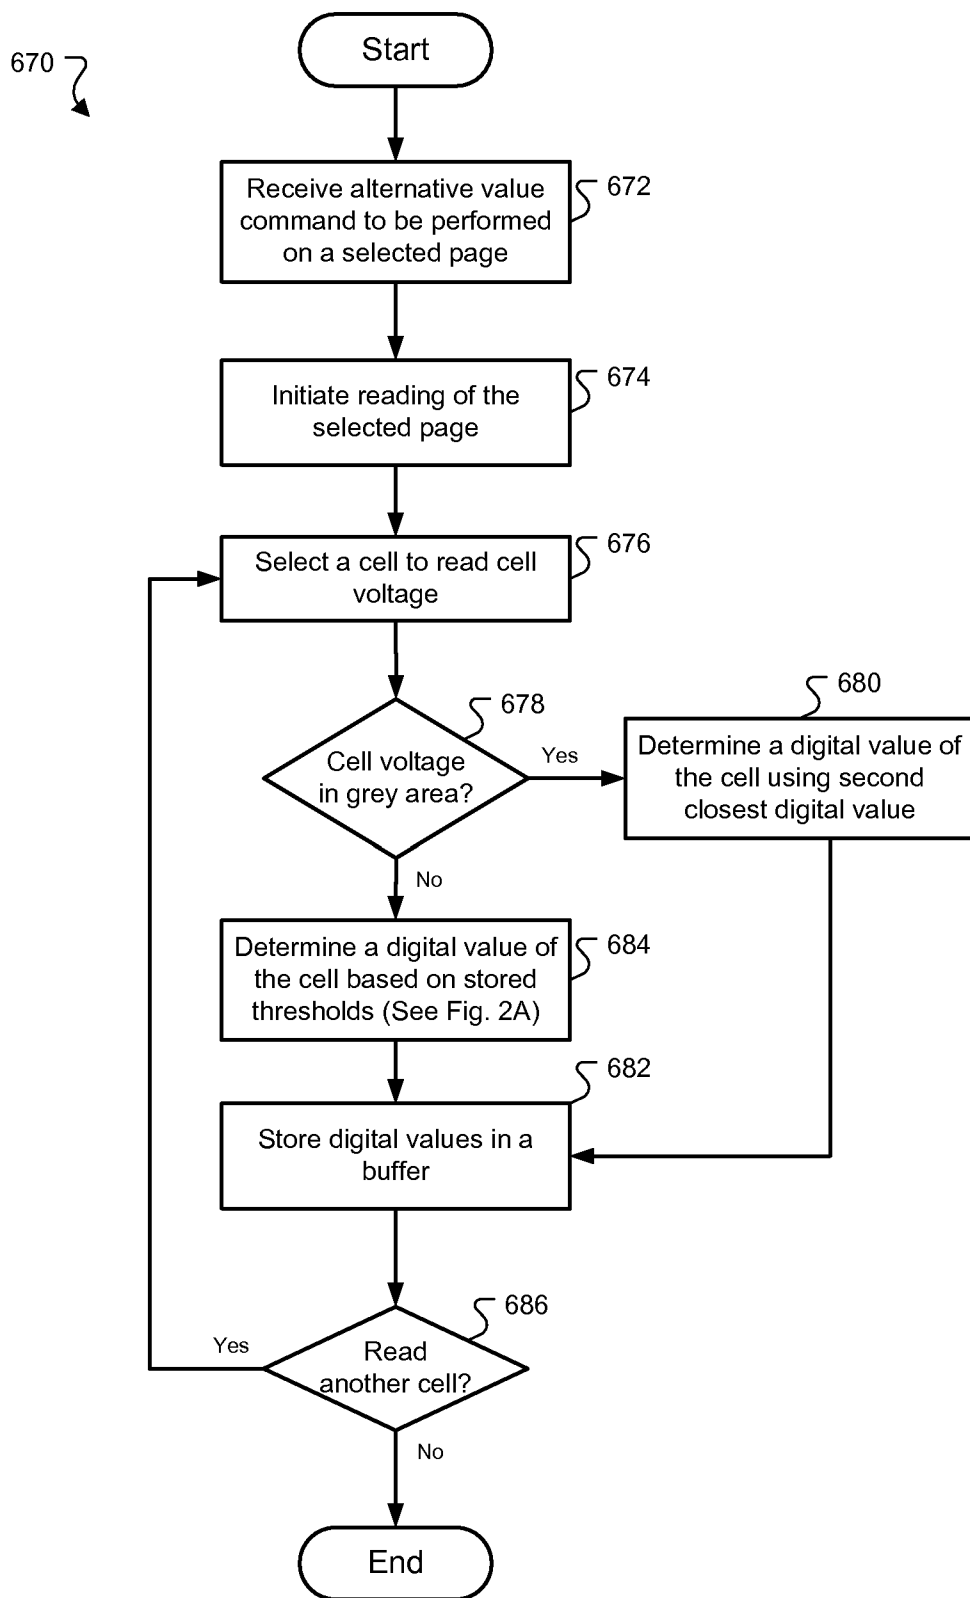 Start
670
Receive alternative value
command to be performed
on a selected page
672
Initiate reading of the
selected page
674
Select a cell to read cell
voltage
676
678
Cell voltage
in grey area?
Yes
680
Determine a digital value of
the cell using second
closest digital value
No
Determine a digital value of
the cell based on stored
thresholds (See Fig. 2A)
684
682
Store digital values in a
buffer
686
Read
another cell?
Yes
No
End